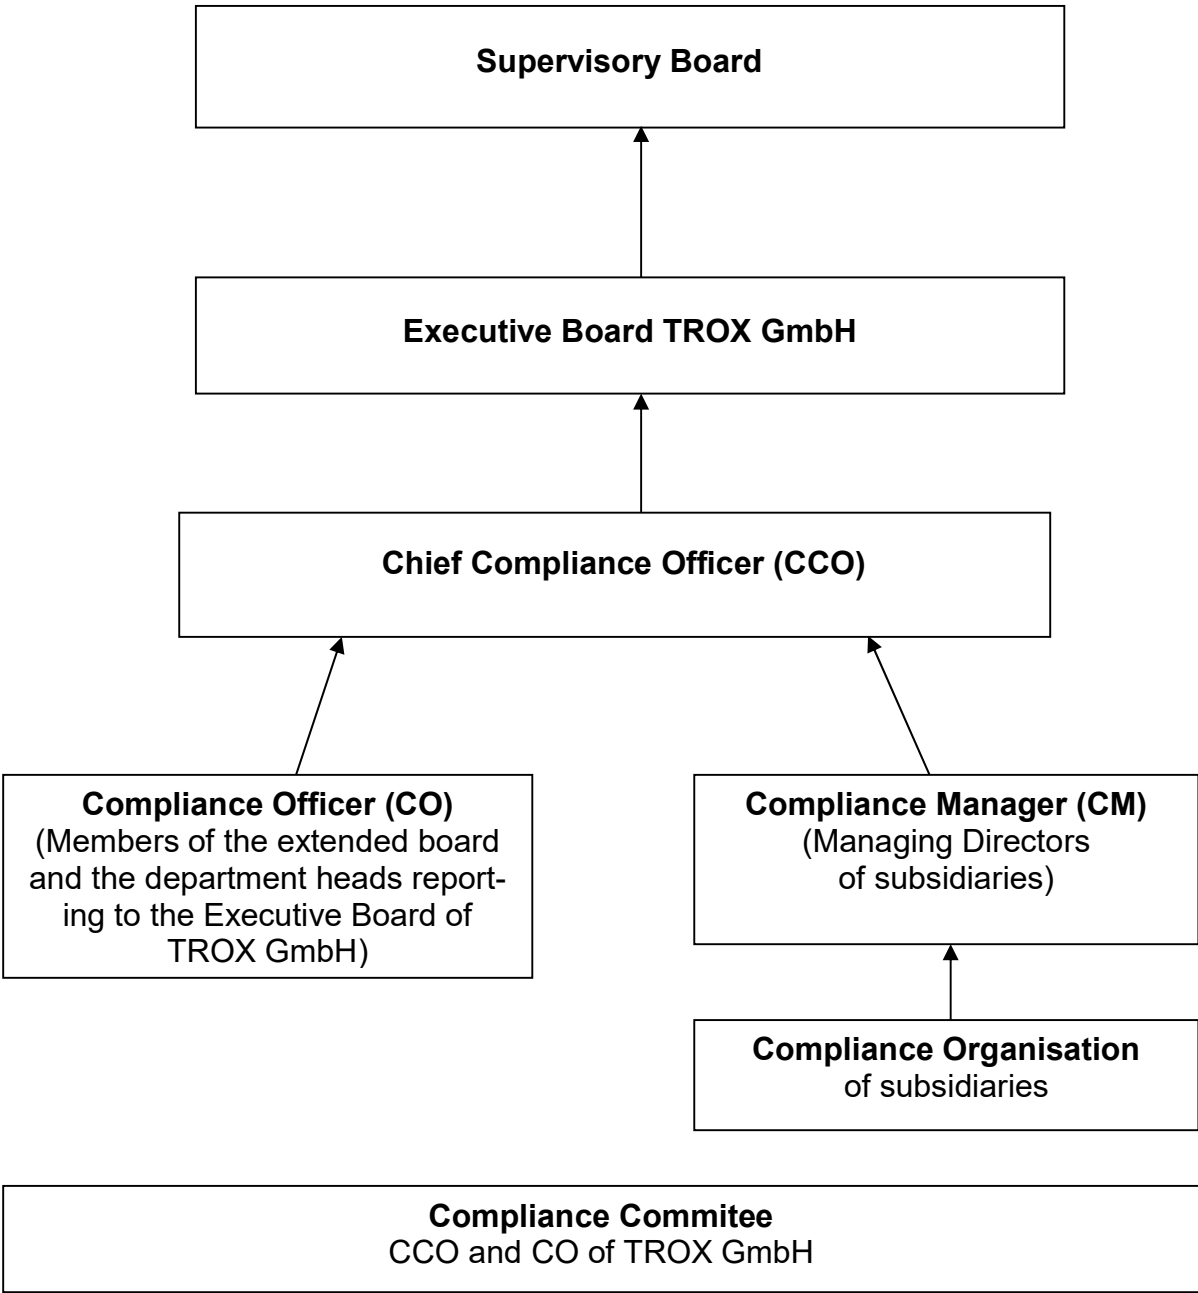 Supervisory Board
Executive Board TROX GmbH
Chief Compliance Officer (CCO)
Compliance Officer (CO)
(Members of the extended board
and the department heads report-
ing to the Executive Board of
TROX GmbH)
Compliance Manager (CM)
(Managing Directors
of subsidiaries)
Compliance Organisation
of subsidiaries
Compliance Commitee
CCO and CO of TROX GmbH